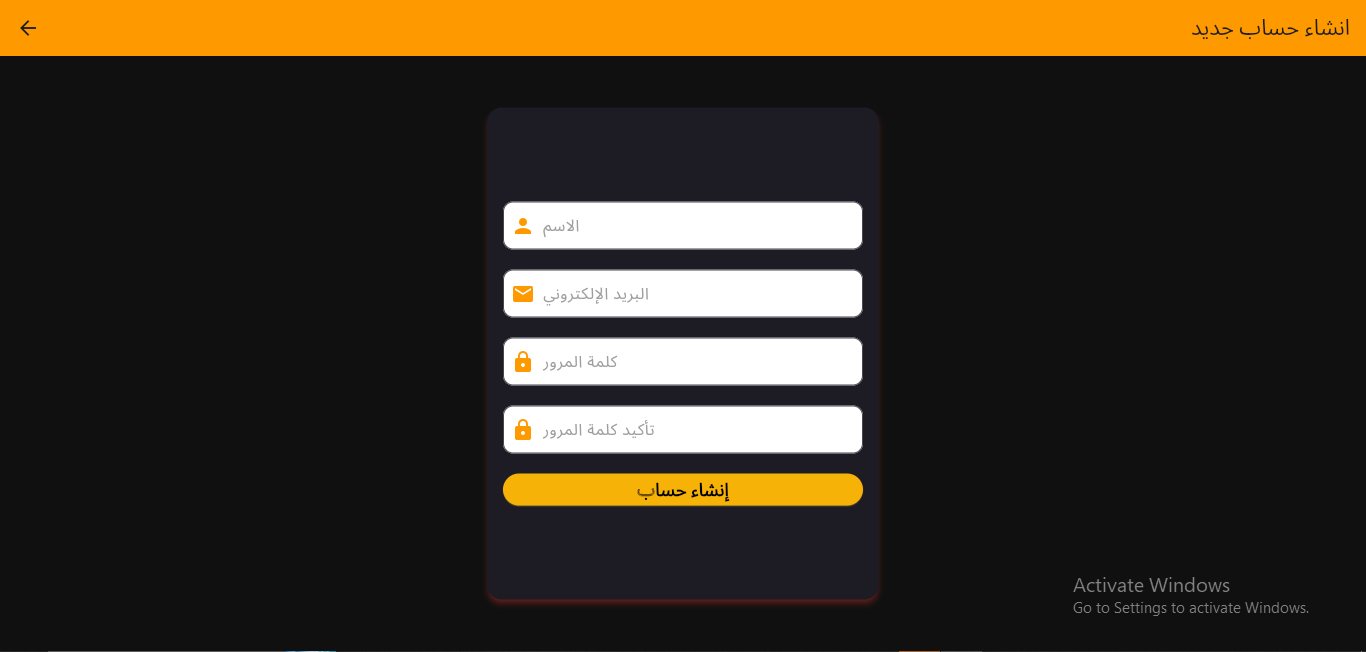 انشاء حساب جديد
الاسم
البريد الإلكتروني
كلمة المرور
تأكيد كلمة المرور
إنشاء حساب
Activate Windows
Go to Settings to activate Windows.